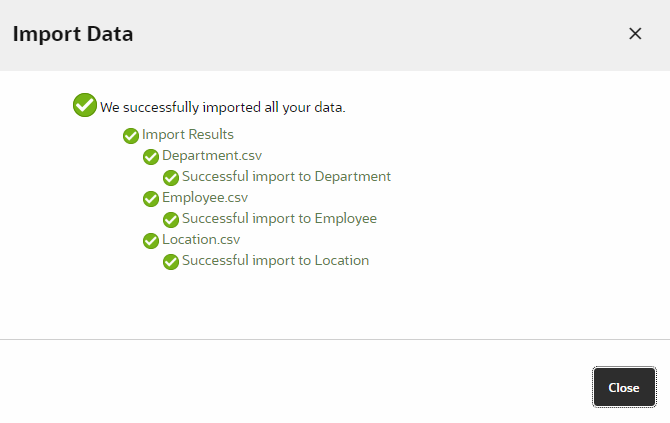 Import Data
We successfully imported all your data.
Import Results
Department.csv
Successful import to Department
Employee.csv
Successful import to Employee
Location.csv
Successful import to Location
Close